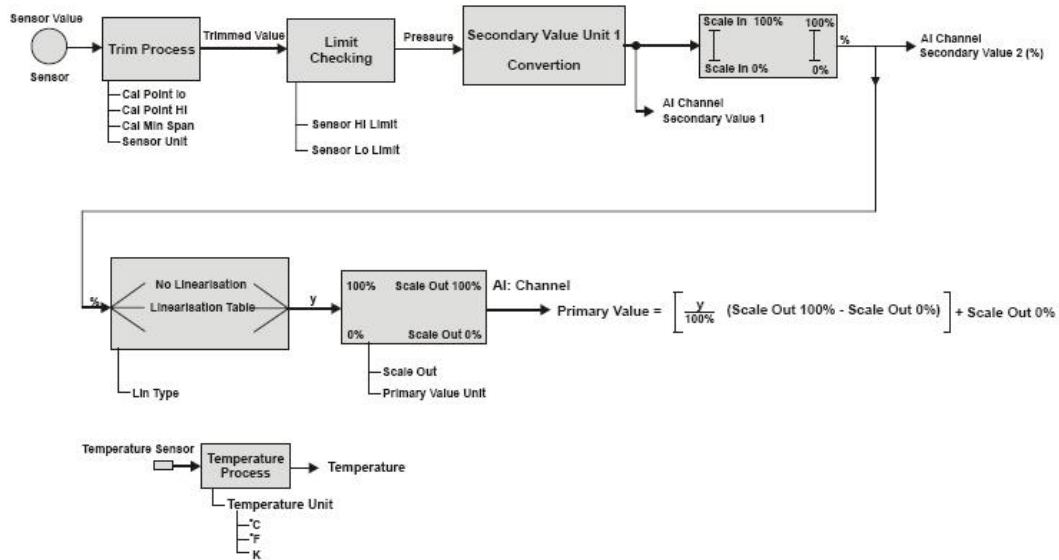 Sensor Value
Sensor
Trim Process
Cal Point lo
Cal Point Hi
Cal Min Span
Sensor Unit
Trimmed Value
Limit
Checking
Sensor Hi Limit
Sensor Lo Limit
Pressure
Secondary Value Unit 1
Convertion
AI Channel
Secondary Value 1
Scale In 100% 100%
Scale In 0% 0%
%
AI Channel
Secondary Value 2 (%)
%
No Linearisation
Linearisation Table
Lin Type
y
100% Scale Out 100%
0% Scale Out 0%
Scale Out
Primary Value Unit
AI: Channel
Primary Value = [ y/100% (Scale Out 100% - Scale Out 0%) ] + Scale Out 0%
Temperature Sensor
Temperature
Process
Temperature
Temperature Unit
°C
°F
K